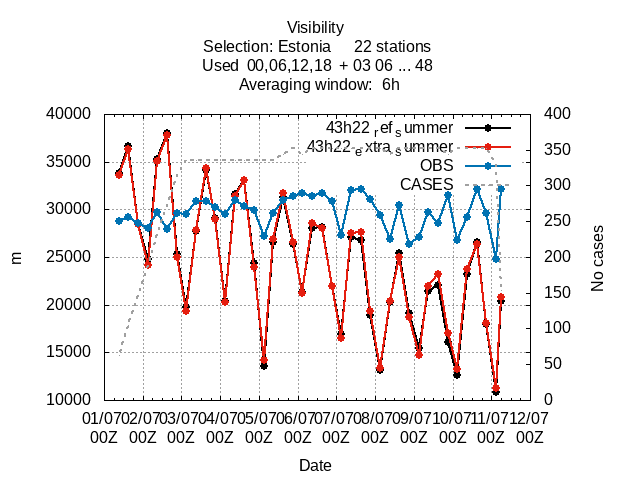 Visibility
Selection: Estonia 22 stations
Used 00,06,12,18 + 03 06 ... 48
Averaging window: 6h
40000 400
43h22refsummer
43h22extrasummer
OBS
CASES
35000 350
30000 300
25000 250
20000 200
15000 150
10000 100
50
0
m
No cases
01/07 02/07 03/07 04/07 05/07 06/07 07/07 08/07 09/07 10/07 11/07 12/07
00Z 00Z 00Z 00Z 00Z 00Z 00Z 00Z 00Z 00Z 00Z 00Z
Date